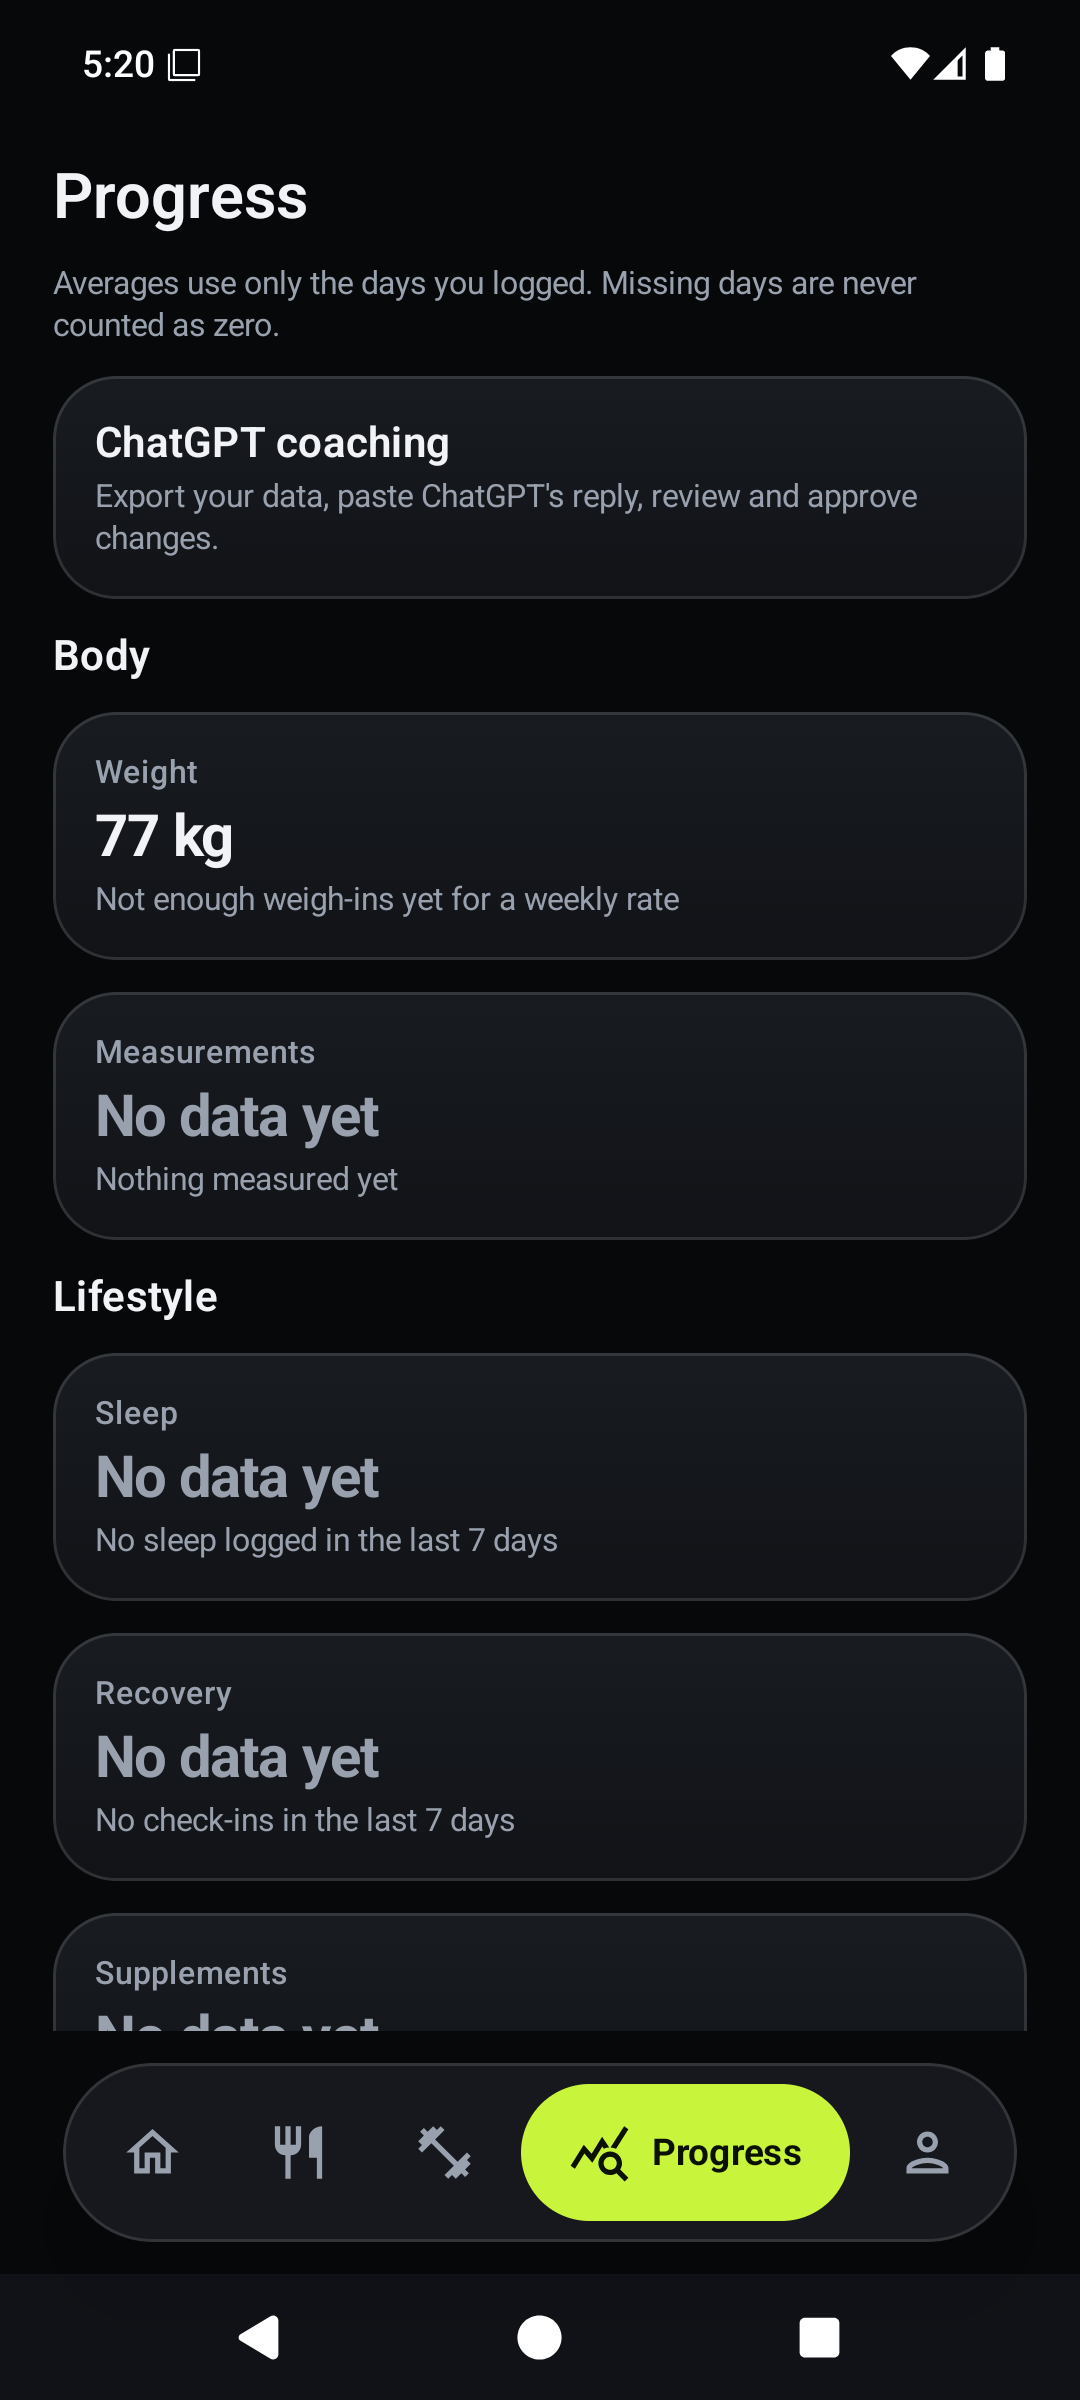 5:20
Progress
Averages use only the days you logged. Missing days are never
counted as zero.
ChatGPT coaching
Export your data, paste ChatGPT's reply, review and approve
changes.
Body
Weight
77 kg
Not enough weigh-ins yet for a weekly rate
Measurements
No data yet
Nothing measured yet
Lifestyle
Sleep
No data yet
No sleep logged in the last 7 days
Recovery
No data yet
No check-ins in the last 7 days
Supplements
No data yet
Progress